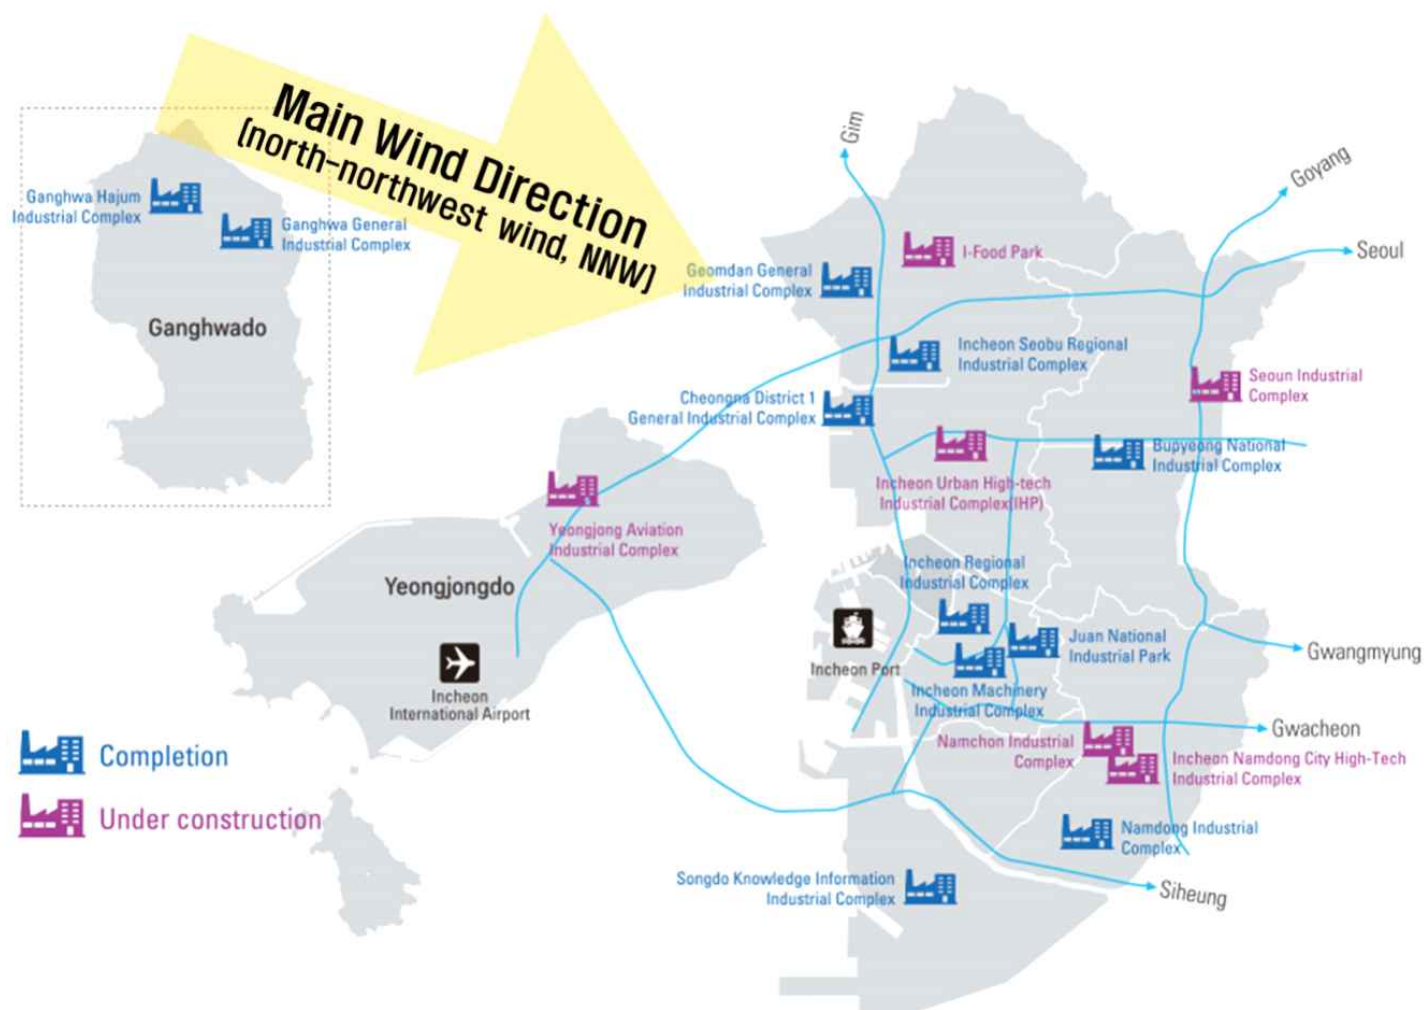 Main Wind Direction
(north-northwest wind, NNW)
Gim
Goyang
Seoul
Ganghwa Hajum
Industrial Complex
Ganghwa General
Industrial Complex
Ganghwado
Geomdan General
Industrial Complex
I-Food Park
Incheon Seobu Regional
Industrial Complex
Seoun Industrial
Complex
Cheongna District 1
General Industrial Complex
Bupyeong National
Industrial Complex
Incheon Urban High-tech
Industrial Complex(IHP)
Yeongjong Aviation
Industrial Complex
Yeongjongdo
Incheon Regional
Industrial Complex
Juan National
Industrial Park
Gwangmyung
Incheon Port
Incheon
International Airport
Incheon Machinery
Industrial Complex
Gwacheon
Namchon Industrial
Complex
Incheon Namdong City High-Tech
Industrial Complex
Completion
Under construction
Namdong Industrial
Complex
Songdo Knowledge Information
Industrial Complex
Siheung